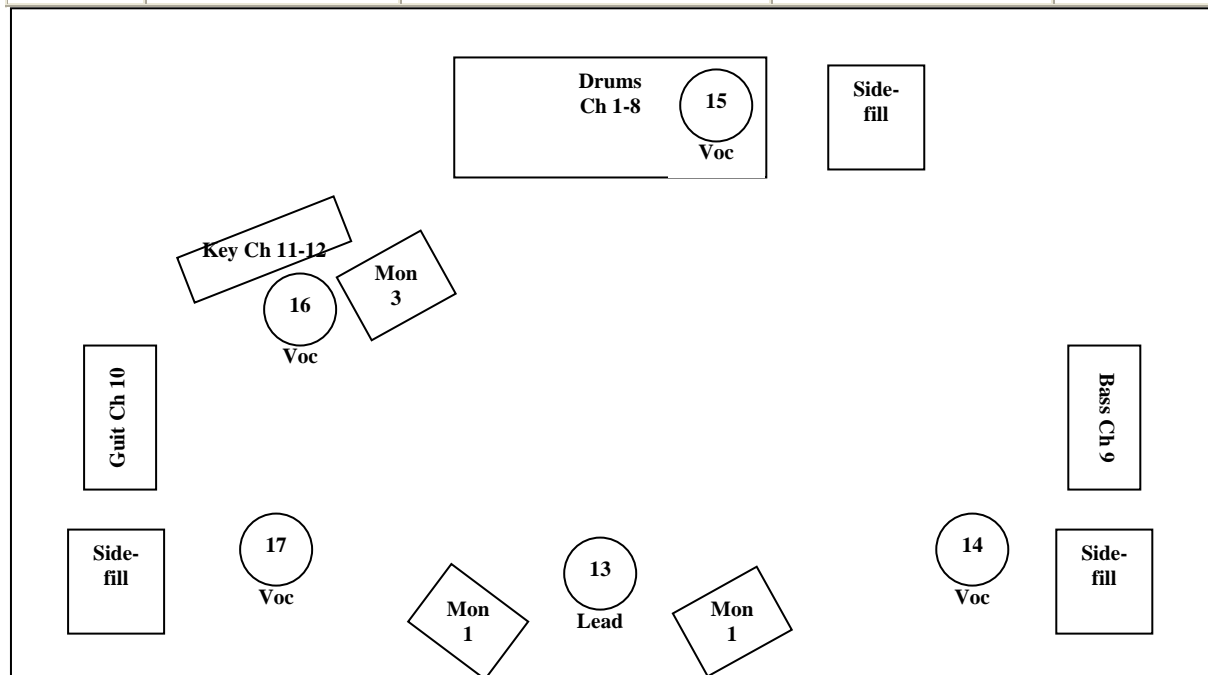 Drums
Ch 1-8
15
Voc
Side-
fill
Key Ch 11-12
Mon
3
16
Voc
Guit Ch 10
Bass Ch 9
Side-
fill
17
Voc
Mon
1
13
Lead
Mon
1
14
Voc
Side-
fill